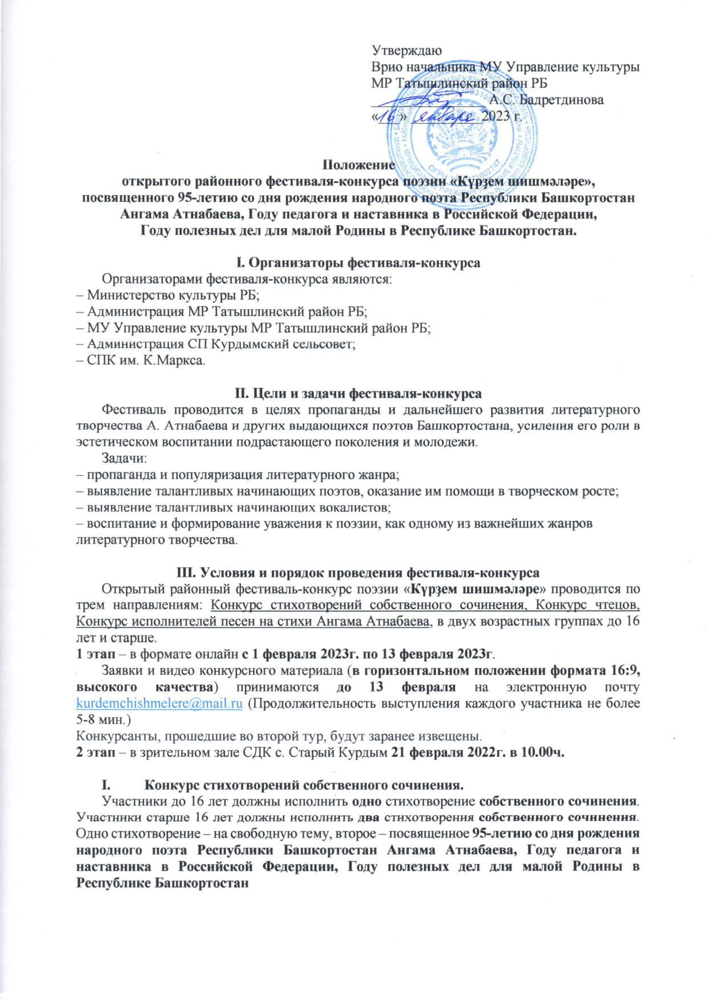 Утверждаю
Врио начальника МУ Управление культуры
МР Татышлинский район РБ
________________ А.С. Бадретдинова
«16» января 2023 г.
Положение
открытого районного фестиваля-конкурса поэзии «Күрҙем шишмәләре»,
посвященного 95-летию со дня рождения народного поэта Республики Башкортостан
Ангама Атнабаева, Году педагога и наставника в Российской Федерации,
Году полезных дел для малой Родины в Республике Башкортостан.
I. Организаторы фестиваля-конкурса
Организаторами фестиваля-конкурса являются:
– Министерство культуры РБ;
– Администрация МР Татышлинский район РБ;
– МУ Управление культуры МР Татышлинский район РБ;
– Администрация СП Курдымский сельсовет;
– СПК им. К.Маркса.
II. Цели и задачи фестиваля-конкурса
Фестиваль проводится в целях пропаганды и дальнейшего развития литературного
творчества А. Атнабаева и других выдающихся поэтов Башкортостана, усиления его роли в
эстетическом воспитании подрастающего поколения и молодежи.
Задачи:
– пропаганда и популяризация литературного жанра;
– выявление талантливых начинающих поэтов, оказание им помощи в творческом росте;
– выявление талантливых начинающих вокалистов;
– воспитание и формирование уважения к поэзии, как одному из важнейших жанров
литературного творчества.
III. Условия и порядок проведения фестиваля-конкурса
Открытый районный фестиваль-конкурс поэзии «Күрҙем шишмәләре» проводится по
трем направлениям: Конкурс стихотворений собственного сочинения, Конкурс чтецов,
Конкурс исполнителей песен на стихи Ангама Атнабаева, в двух возрастных группах до 16
лет и старше.
1 этап – в формате онлайн с 1 февраля 2023г. по 13 февраля 2023г.
Заявки и видео конкурсного материала (в горизонтальном положении формата 16:9,
высокого качества) принимаются до 13 февраля на электронную почту
kurdemchishmelere@mail.ru (Продолжительность выступления каждого участника не более
5-8 мин.)
Конкурсанты, прошедшие во второй тур, будут заранее извещены.
2 этап – в зрительном зале СДК с. Старый Курдым 21 февраля 2022г. в 10.00ч.
I. Конкурс стихотворений собственного сочинения.
Участники до 16 лет должны исполнить одно стихотворение собственного сочинения.
Участники старше 16 лет должны исполнить два стихотворения собственного сочинения.
Одно стихотворение – на свободную тему, второе – посвященное 95-летию со дня рождения
народного поэта Республики Башкортостан Ангама Атнабаева, Году педагога и
наставника в Российской Федерации, Году полезных дел для малой Родины в
Республике Башкортостан